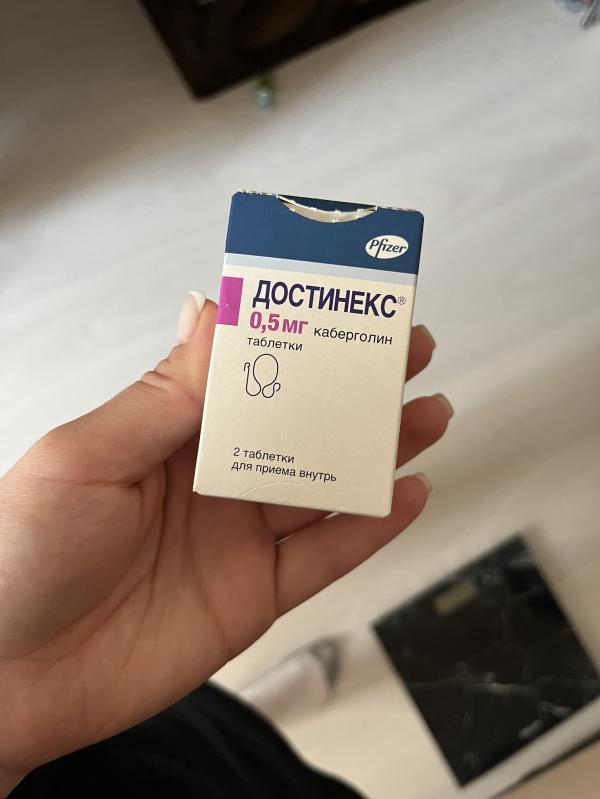 Pfizer
ДОСТИНЕКС®
0,5 мг каберголин
таблетки
2 таблетки
для приема внутрь